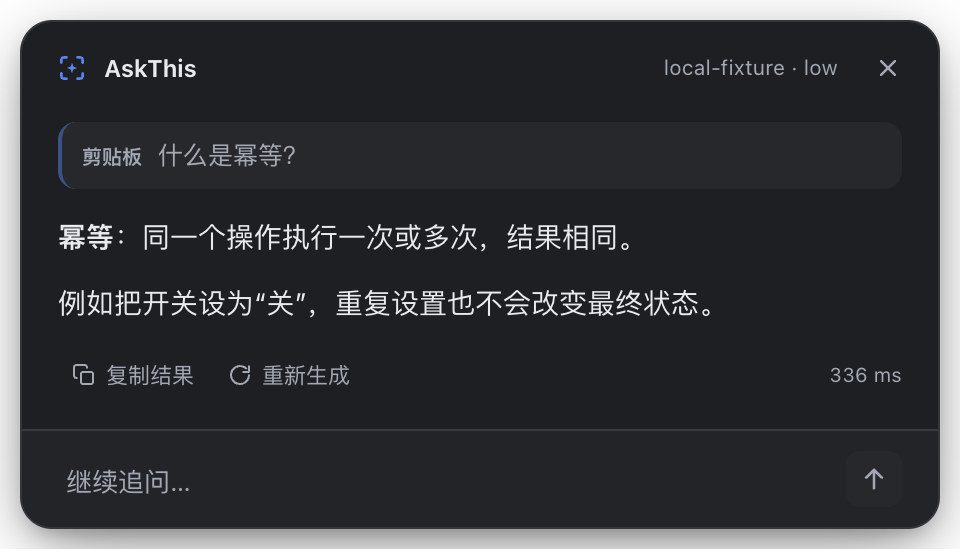 AskThis
local-fixture · low
剪贴板 什么是幂等?
幂等：同一个操作执行一次或多次，结果相同。
例如把开关设为“关”，重复设置也不会改变最终状态。
复制结果 重新生成 336 ms
继续追问...